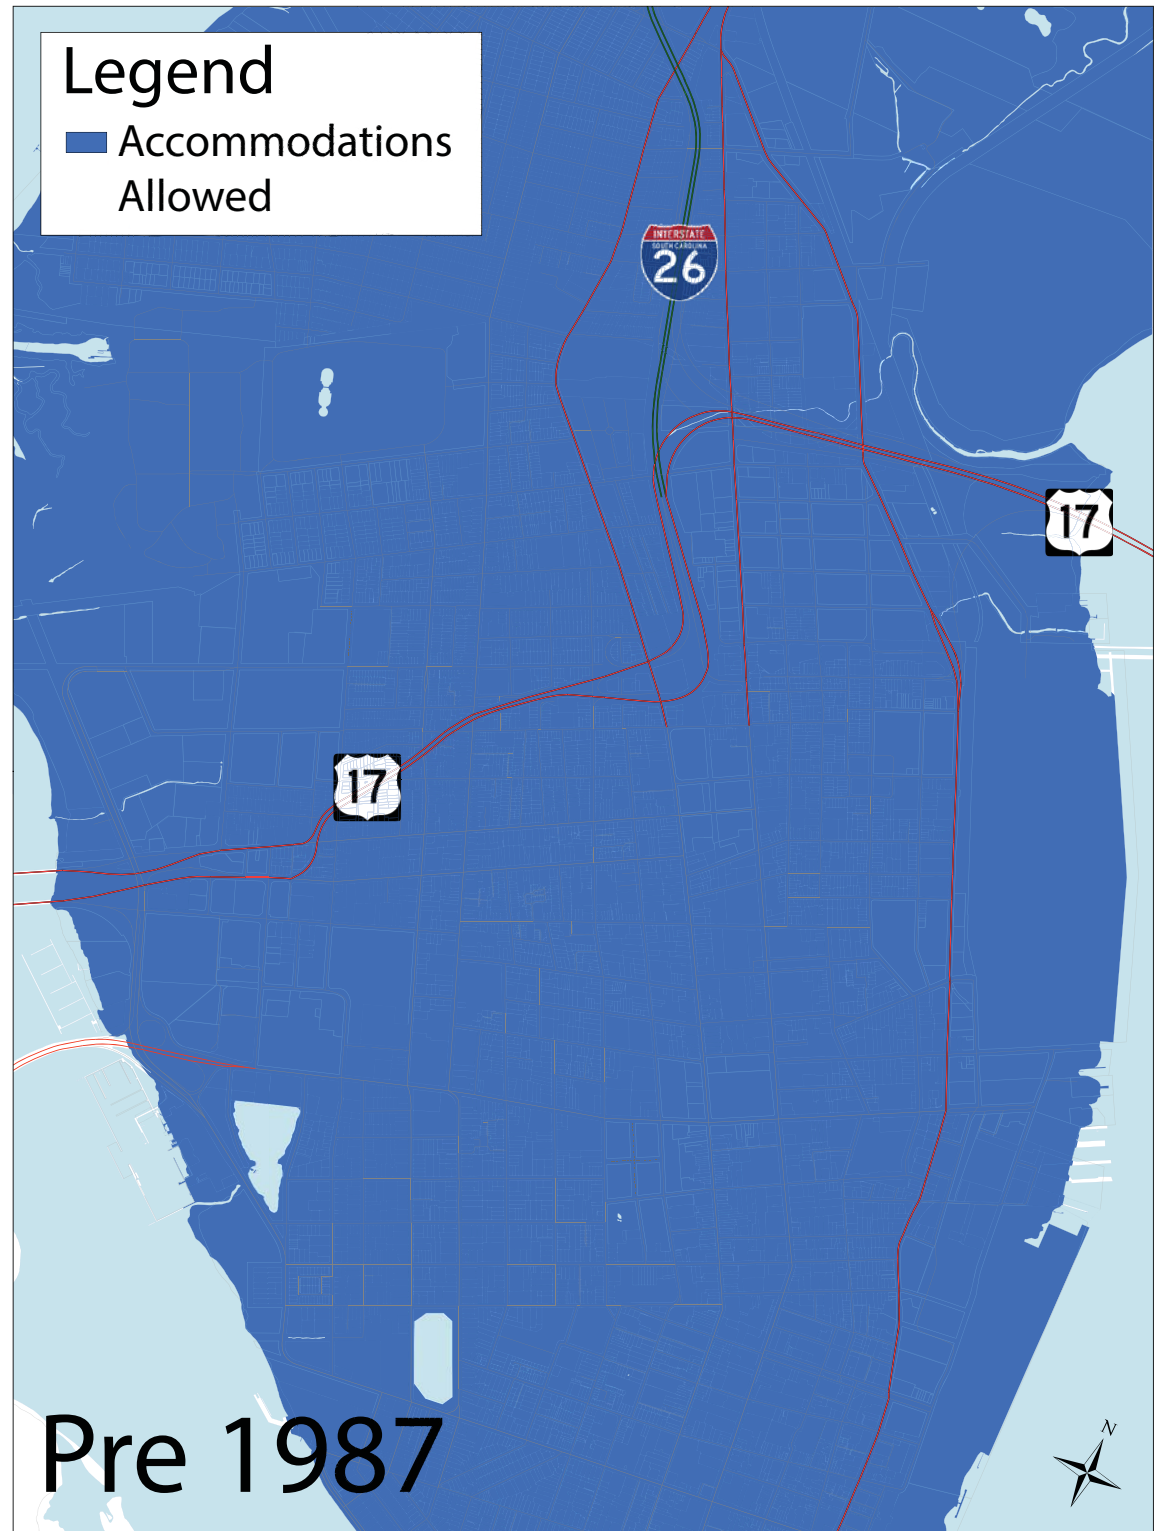 Legend
Accommodations
Allowed
INTERSTATE
SOUTH CAROLINA
26
17
17
Pre 1987
N